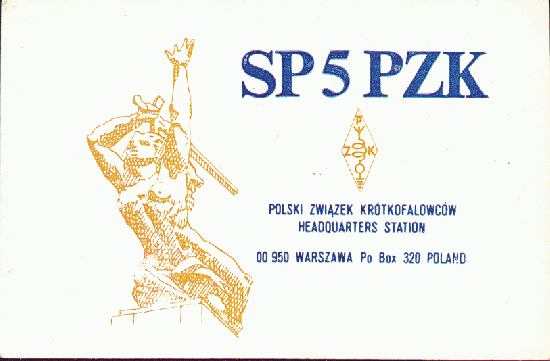 SP5PZK
P
Z K
POLSKI ZWIĄZEK KRÓTKOFALOWCÓW
HEADQUARTERS STATION
00 950 WARSZAWA Po Box 320 POLAND